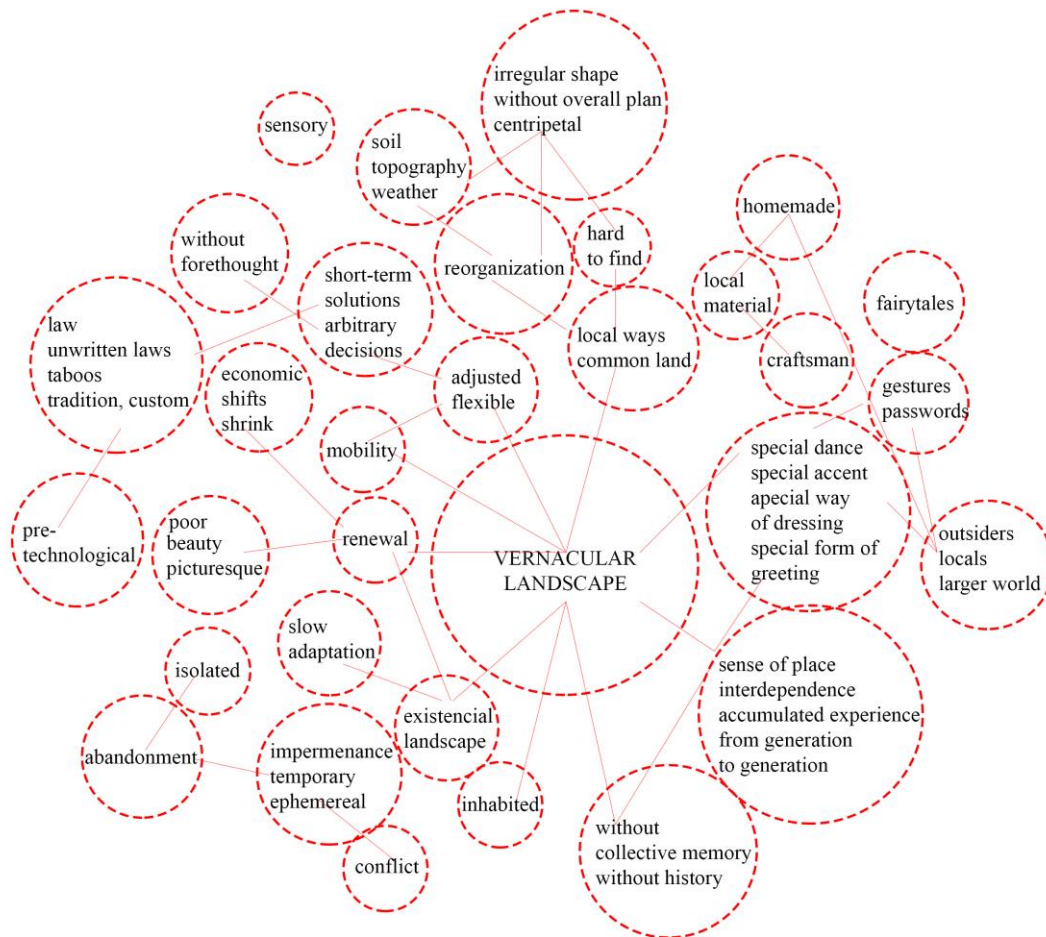 irregular shape
without overall plan
centripetal
sensory
soil
topography
weather
homemade
without
forethought
hard
to find
reorganization
short-term
solutions
arbitrary
decisions
local
material
fairytales
law
unwritten laws
taboos
tradition, custom
local ways
common land
craftsman
economic
shifts
shrink
adjusted
flexible
gestures
passwords
mobility
special dance
special accent
apecial way
of dressing
special form of
greeting
pre-
technological
poor
beauty
picturesque
renewal
VERNACULAR
LANDSCAPE
outsiders
locals
larger world
slow
adaptation
isolated
sense of place
interdependence
accumulated experience
from generation
to generation
existencial
landscape
abandonment
impermenance
temporary
ephemereal
inhabited
without
collective memory
without history
conflict